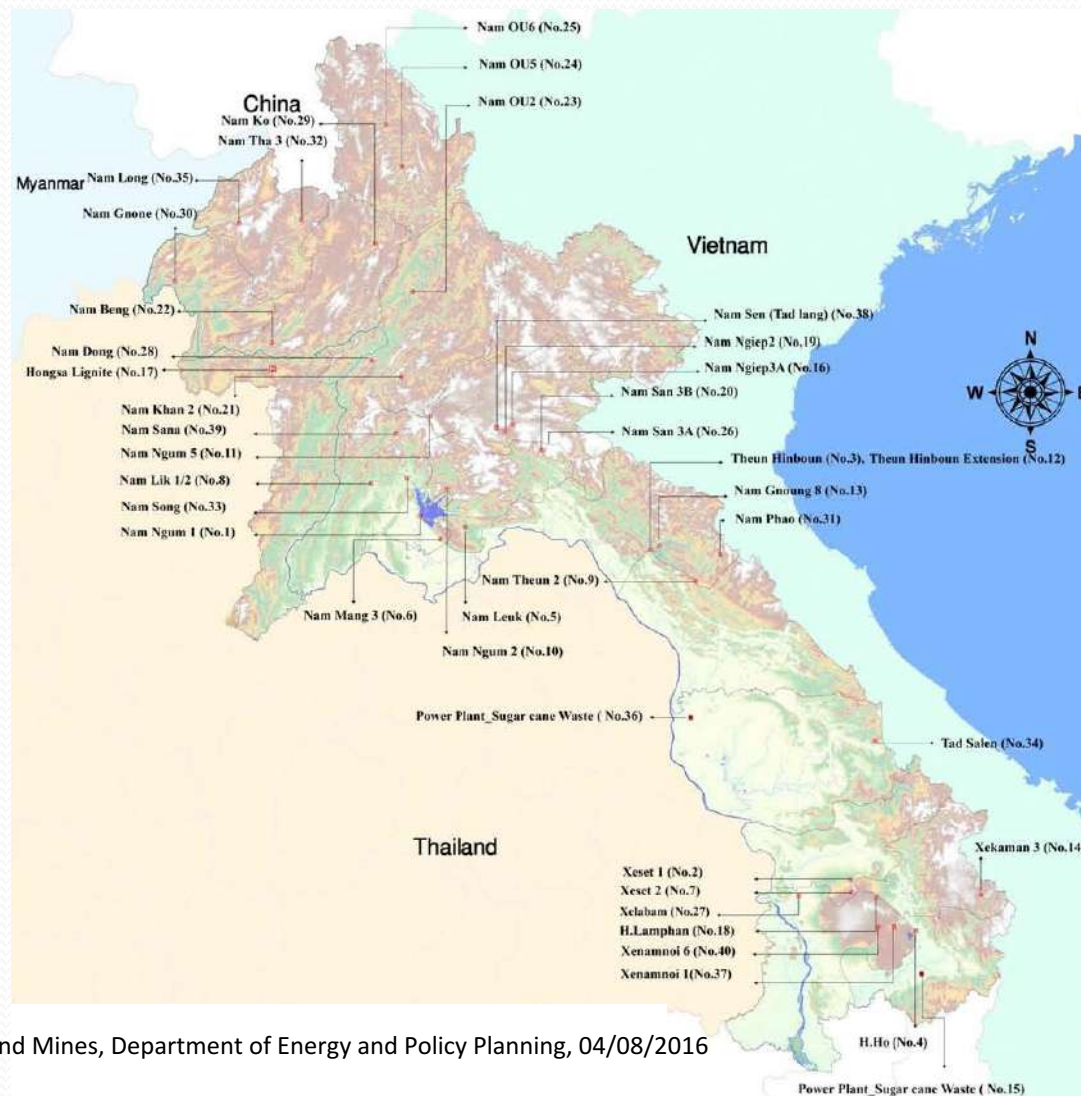 Nam OU6 (No.25)
Nam OU5 (No.24)
China
Nam OU2 (No.23)
Nam Ko (No.29)
Nam Tha 3 (No.32)
Myanmar
Nam Long (No.35)
Nam Gnone (No.30)
Vietnam
Nam Beng (No.22)
Nam Sen (Tad lang) (No.38)
Nam Ngiep2 (No.19)
Nam Dong (No.28)
Nam Ngiep3A (No.16)
Hongsa Lignite (No.17)
Nam San 3B (No.20)
Nam Khan 2 (No.21)
Nam Sana (No.39)
Nam San 3A (No.26)
Nam Ngum 5 (No.11)
Theun Hinboun (No.3), Theun Hinboun Extension (No.12)
Nam Lik 1/2 (No.8)
Nam Gnoung 8 (No.13)
Nam Song (No.33)
Nam Phao (No.31)
Nam Ngum 1 (No.1)
Nam Theun 2 (No.9)
Nam Mang 3 (No.6)
Nam Leuk (No.5)
Nam Ngum 2 (No.10)
N
W
E
S
Power Plant_Sugar cane Waste ( No.36)
Tad Salen (No.34)
Thailand
Xekaman 3 (No.14
Xeset 1 (No.2)
Xeset 2 (No.7)
Xelabam (No.27)
H.Lamphan (No.18)
Xenamnoi 6 (No.40)
Xenamnoi 1(No.37)
nd Mines, Department of Energy and Policy Planning, 04/08/2016
H.Ho (No.4)
Power Plant_Sugar cane Waste ( No.15)